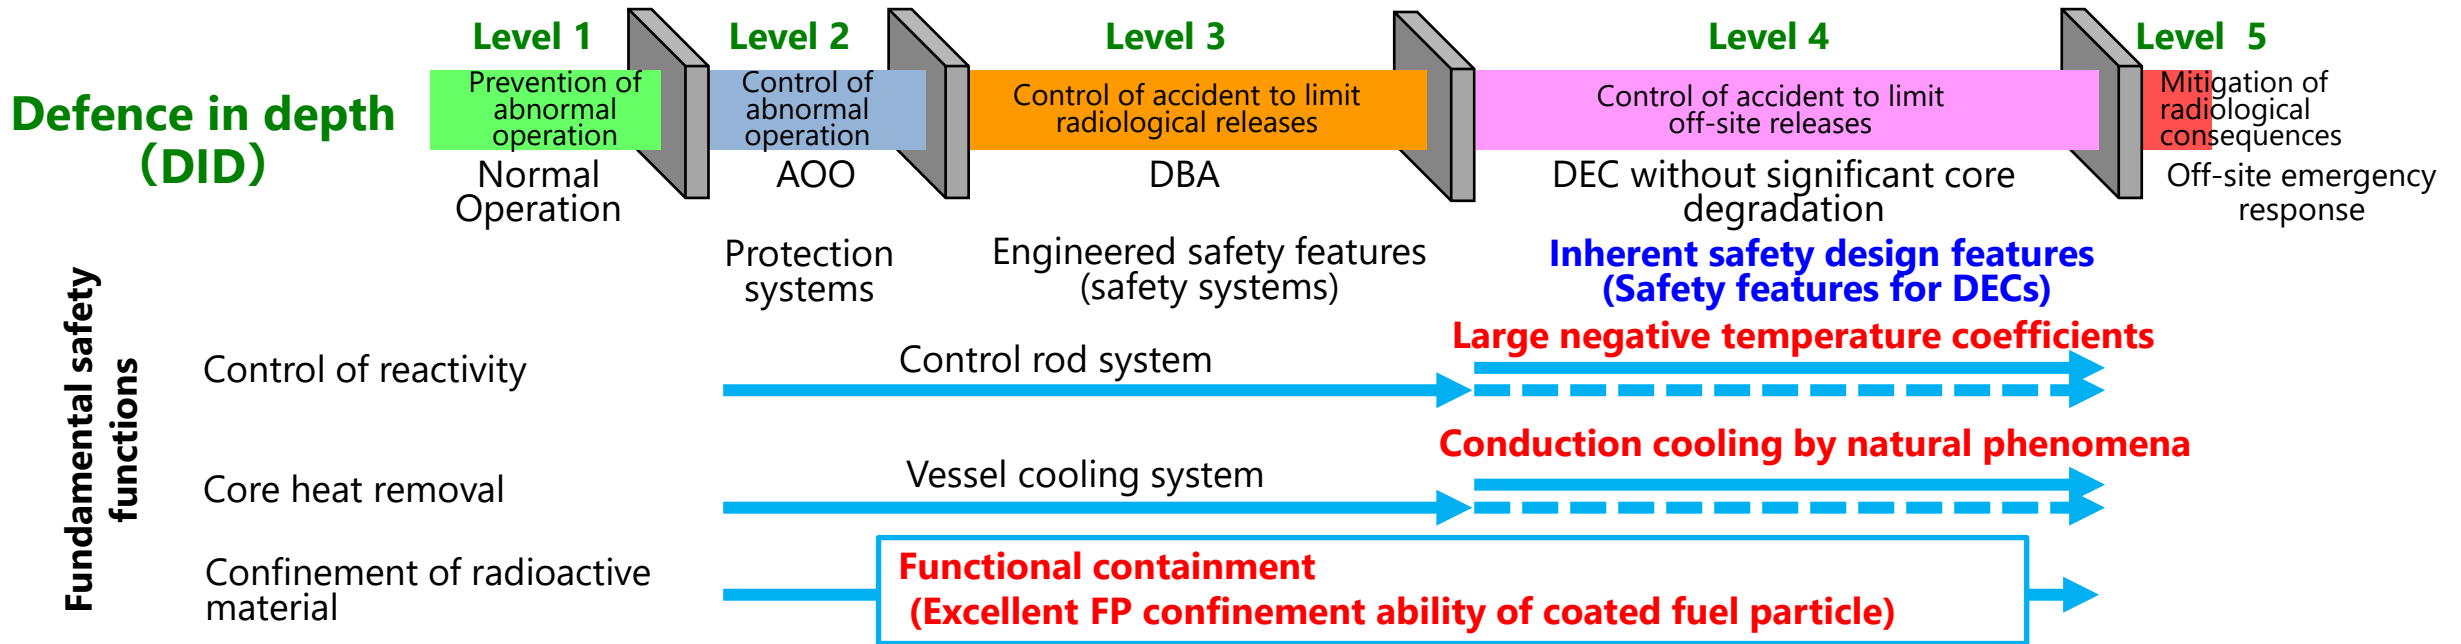 Level 1
Level 2
Level 3
Level 4
Level 5
Defence in depth
(DID)
Prevention of
abnormal
operation
Control of
abnormal
operation
Control of accident to limit
radiological releases
Control of accident to limit
off-site releases
Mitigation of
radiological
consequences
Normal
Operation
AOO
DBA
DEC without significant core
degradation
Off-site emergency
response
Protection
systems
Engineered safety features
(safety systems)
Inherent safety design features
(Safety features for DECs)
Fundamental safety
functions
Control of reactivity
Control rod system
Large negative temperature coefficients
Core heat removal
Vessel cooling system
Conduction cooling by natural phenomena
Confinement of radioactive
material
Functional containment
(Excellent FP confinement ability of coated fuel particle)